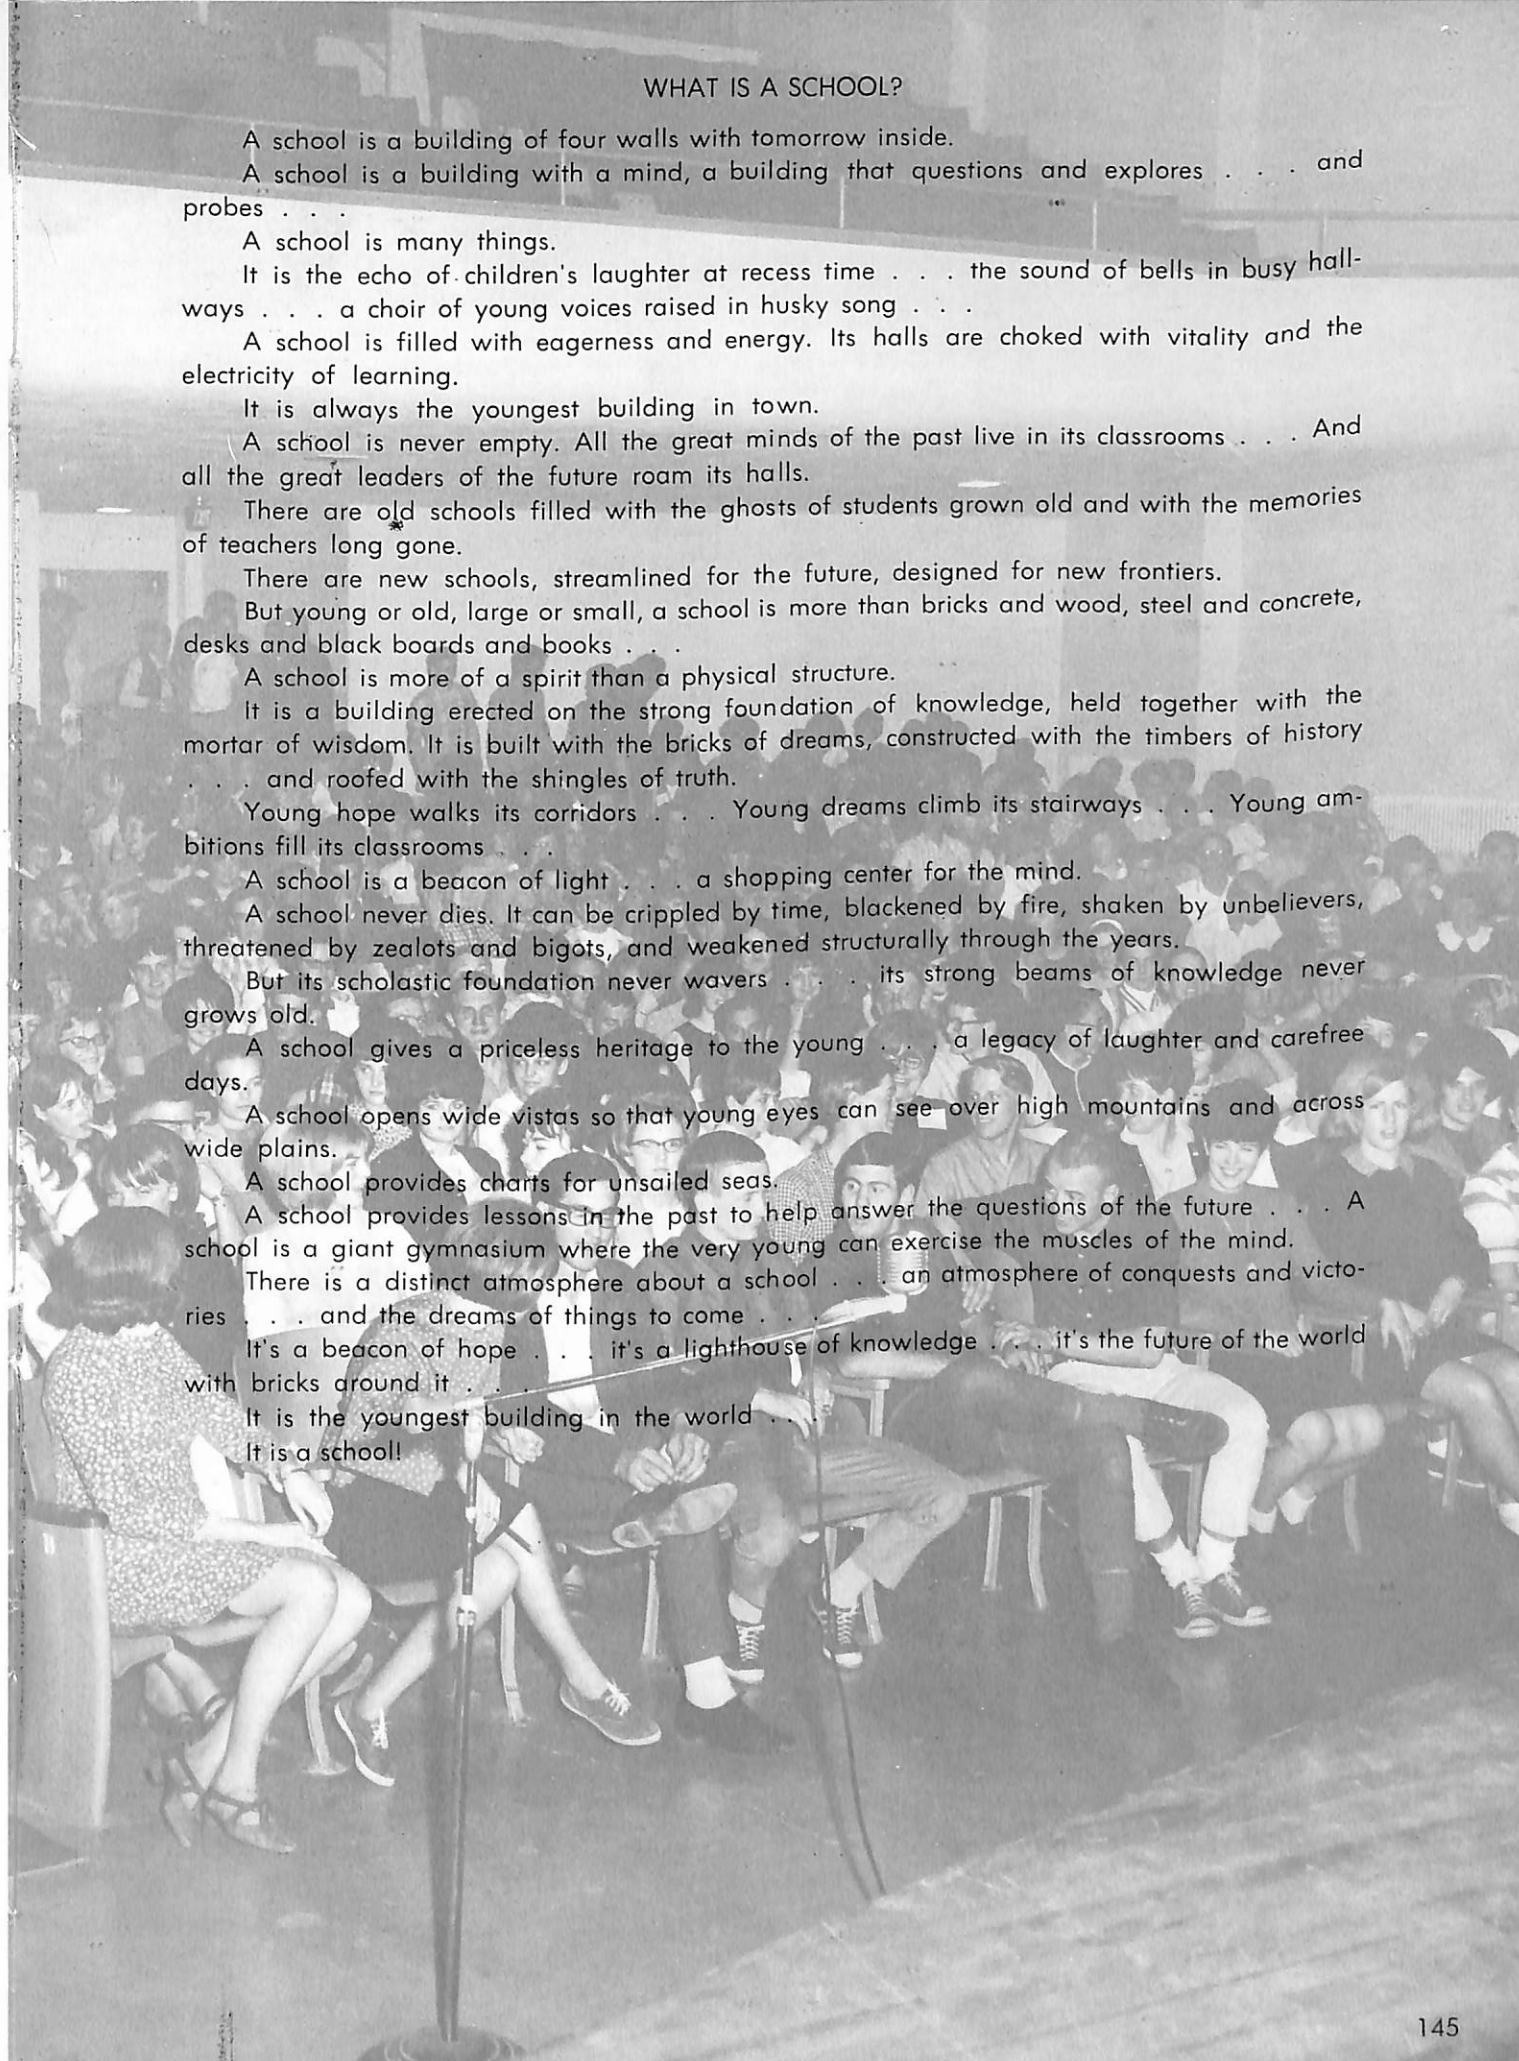 WHAT IS A SCHOOL?
A school is a building of four walls with tomorrow inside.
A school is a building with a mind, a building that questions and explores . . . and
probes . . .
A school is many things.
It is the echo of children's laughter at recess time . . . the sound of bells in busy hall-
ways . . . a choir of young voices raised in husky song . . .
A school is filled with eagerness and energy. Its halls are choked with vitality and the
electricity of learning.
It is always the youngest building in town.
A school is never empty. All the great minds of the past live in its classrooms . . . And
all the great leaders of the future roam its halls.
There are old schools filled with the ghosts of students grown old and with the memories
of teachers long gone.
There are new schools, streamlined for the future, designed for new frontiers.
But young or old, large or small, a school is more than bricks and wood, steel and concrete,
desks and black boards and books . . .
A school is more of a spirit than a physical structure.
It is a building erected on the strong foundation of knowledge, held together with the
mortar of wisdom. It is built with the bricks of dreams, constructed with the timbers of history
. . . and roofed with the shingles of truth.
Young hope walks its corridors . . . Young dreams climb its stairways . . . Young am-
bitions fill its classrooms . . .
A school is a beacon of light . . . a shopping center for the mind.
A school never dies. It can be crippled by time, blackened by fire, shaken by unbelievers,
threatened by zealots and bigots, and weakened structurally through the years.
But its scholastic foundation never wavers . . . its strong beams of knowledge never
grows old.
A school gives a priceless heritage to the young . . . a legacy of laughter and carefree
days.
A school opens wide vistas so that young eyes can see over high mountains and across
wide plains.
A school provides charts for unsailed seas.
A school provides lessons in the past to help answer the questions of the future . . . A
school is a giant gymnasium where the very young can exercise the muscles of the mind.
There is a distinct atmosphere about a school . . . an atmosphere of conquests and victo-
ries . . . and the dreams of things to come . . .
It's a beacon of hope . . . it's a lighthouse of knowledge . . . it's the future of the world
with bricks around it . . .
It is the youngest building in the world . . .
It is a school!
145